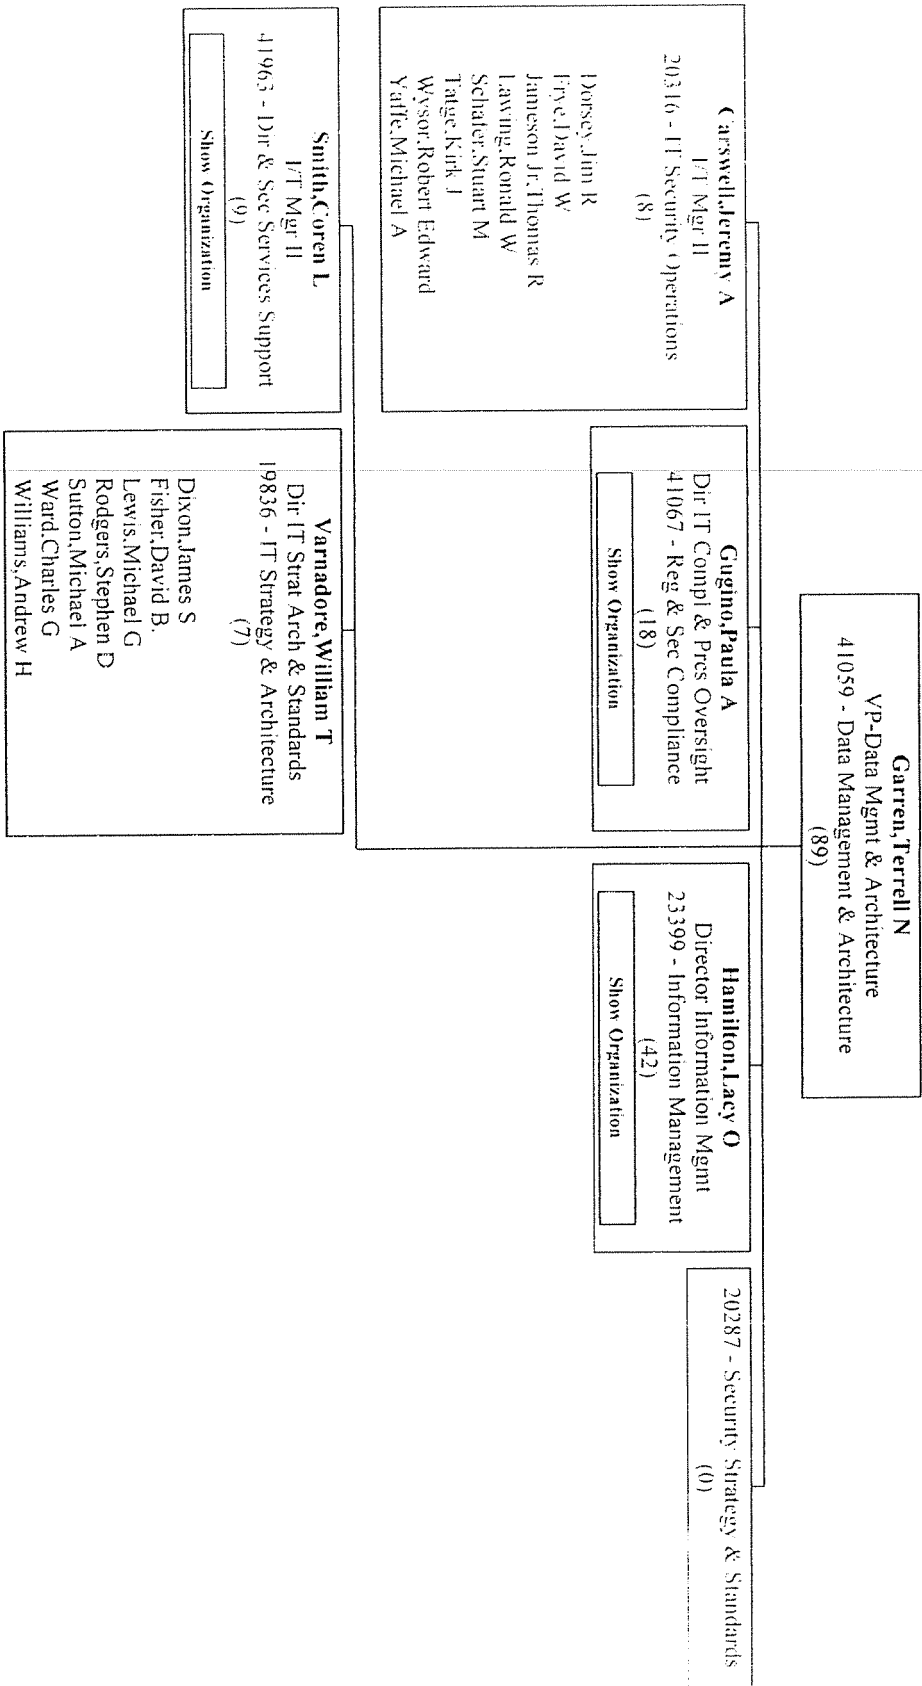 Garren,Terrell N
VP-Data Mgmt & Architecture
41059 - Data Management & Architecture
(89)
Carswell,Jeremy A
I/T Mgr II
20316 - IT Security Operations
(8)
Dorsey,Jim R
Frye,David W
Jameson Jr,Thomas R
Lawing,Ronald W
Schafer,Stuart M
Tatge,Kirk J
Wysor,Robert Edward
Yaffe,Michael A
Gugino,Paula A
Dir IT Compl & Prcs Oversight
41067 - Reg & Sec Compliance
(18)
Show Organization
Hamilton,Lacy O
Director Information Mgmt
23399 - Information Management
(42)
Show Organization
20287 - Security Strategy & Standards
(0)
Smith,Coren L
I/T Mgr II
41963 - Dir & Sec Services Support
(9)
Show Organization
Varnadore,William T
Dir IT Strat Arch & Standards
19836 - IT Strategy & Architecture
(7)
Dixon,James S
Fisher,David B.
Lewis,Michael G
Rodgers,Stephen D
Sutton,Michael A
Ward,Charles G
Williams,Andrew H